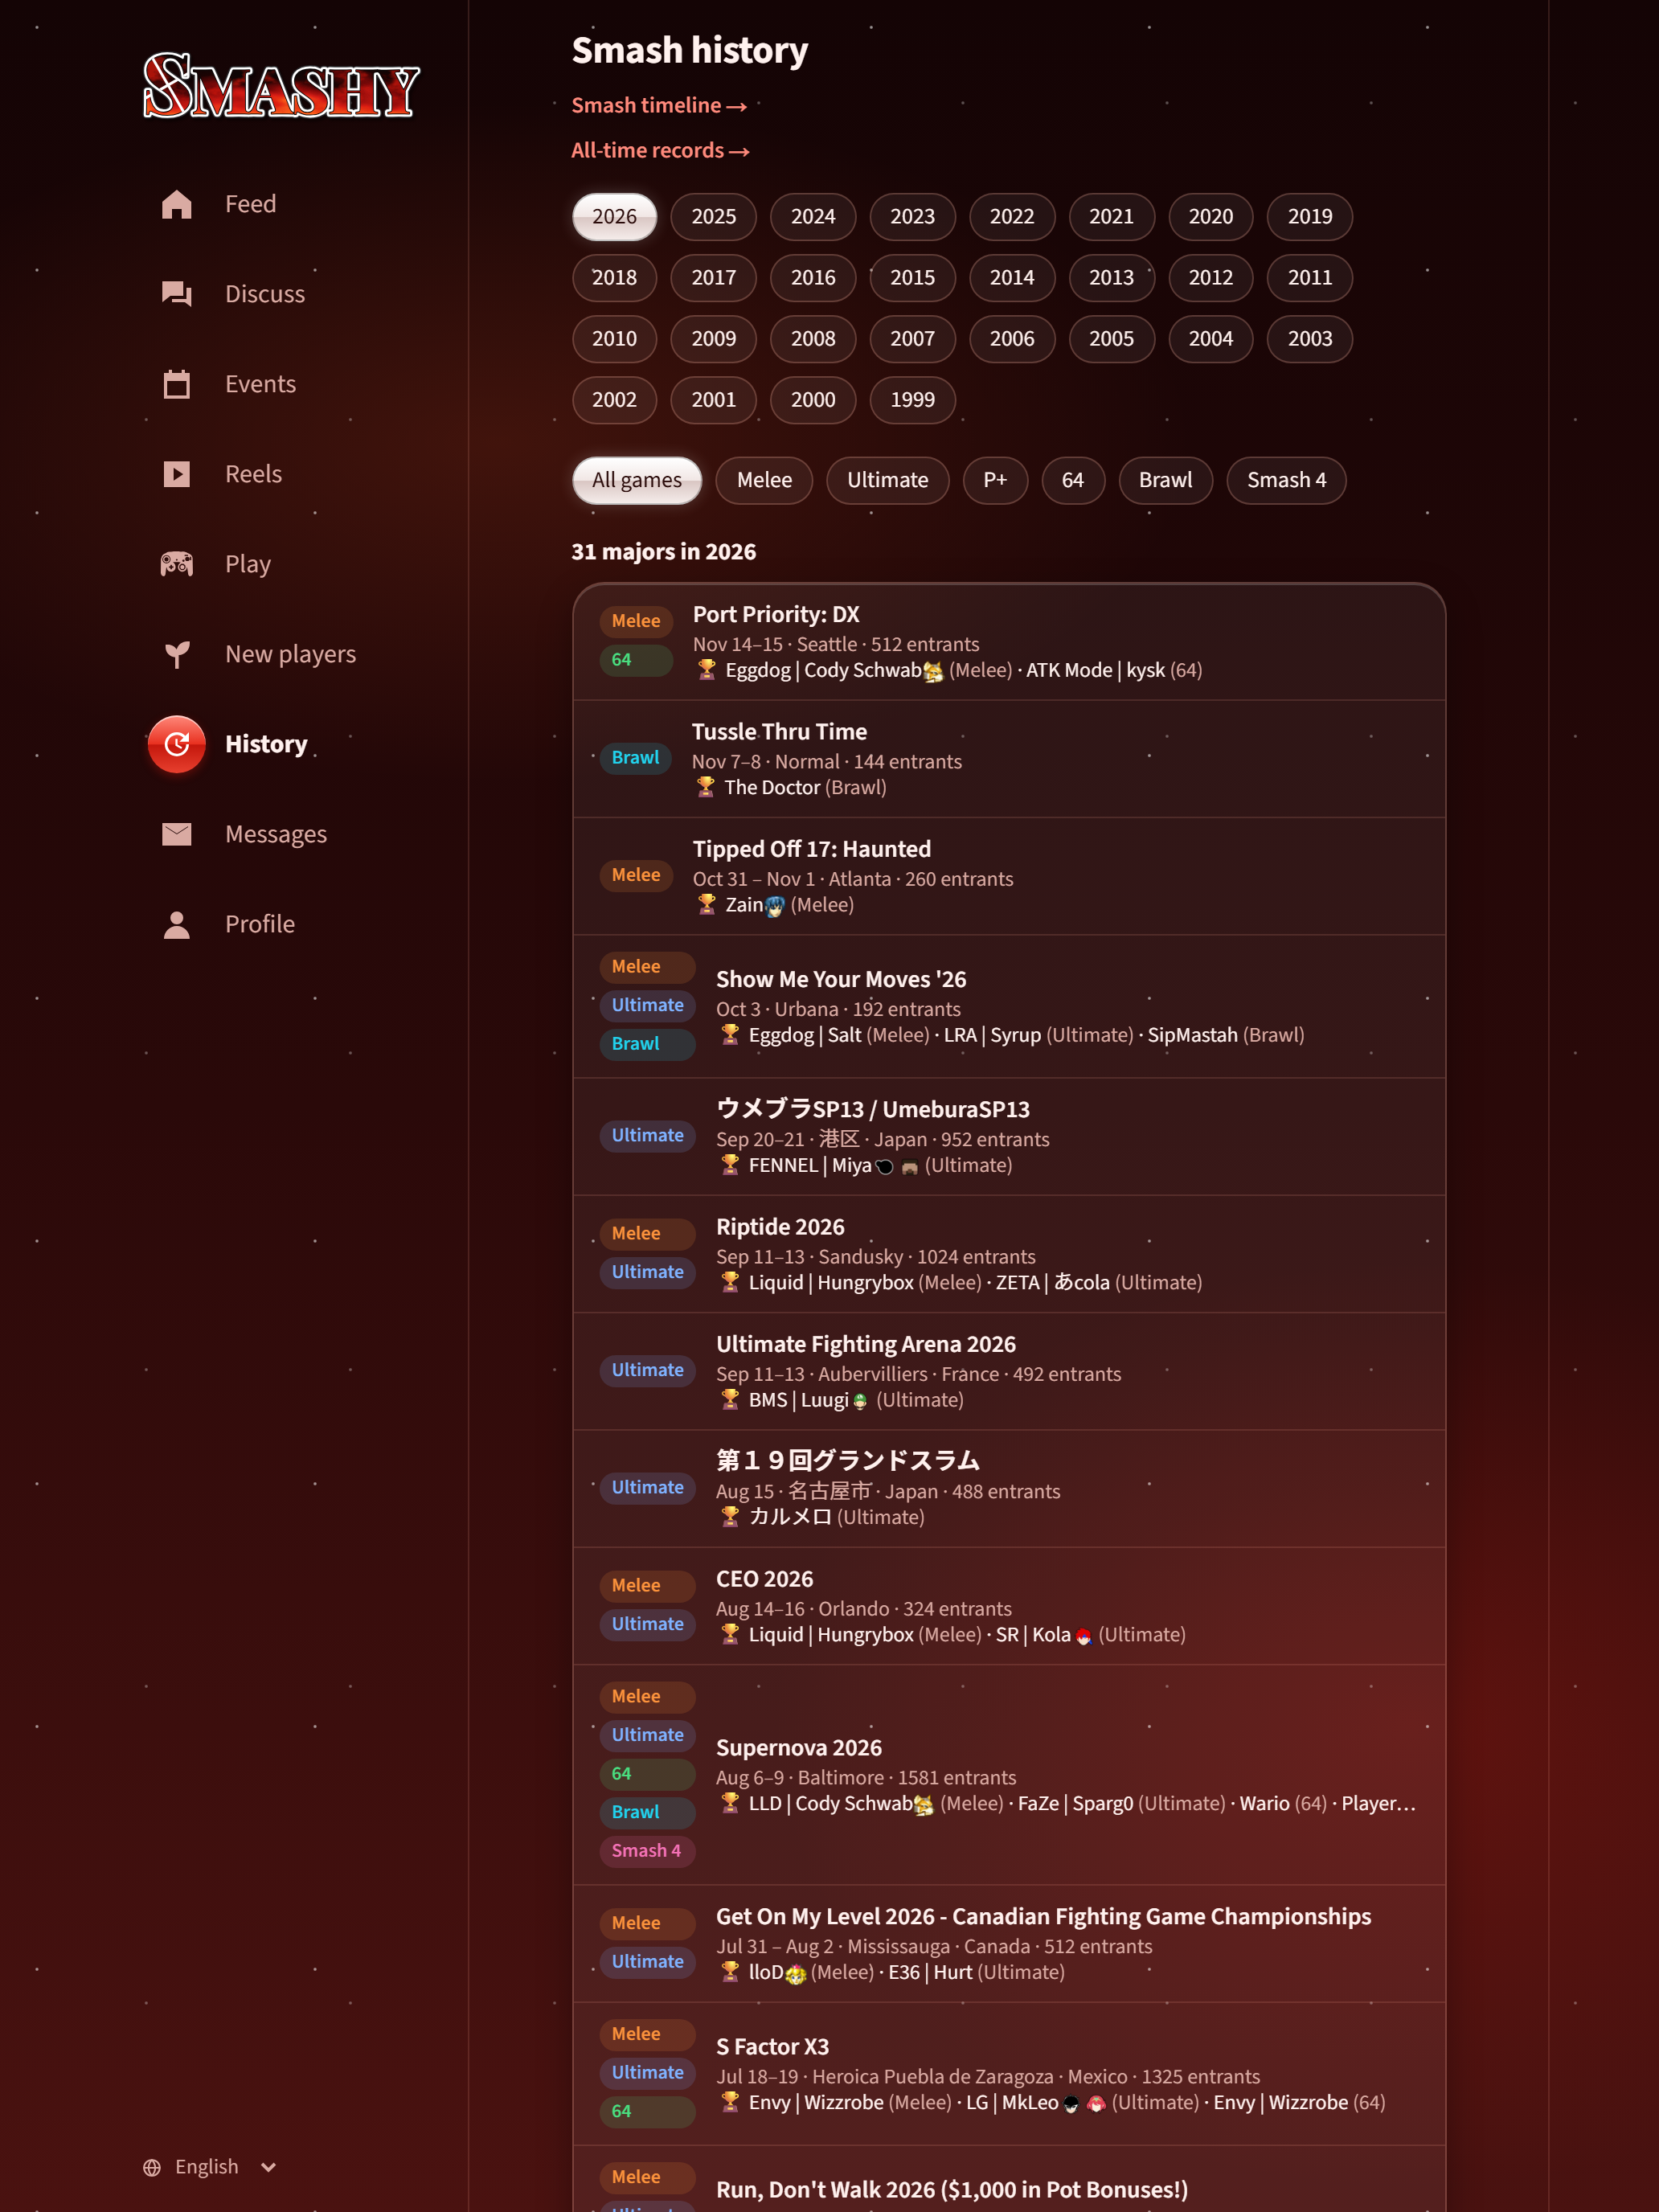 SMASHY
Feed
Discuss
Events
Reels
Play
New players
History
Messages
Profile
English
Smash history
Smash timeline →
All-time records →
2026 2025 2024 2023 2022 2021 2020 2019
2018 2017 2016 2015 2014 2013 2012 2011
2010 2009 2008 2007 2006 2005 2004 2003
2002 2001 2000 1999
All games Melee Ultimate P+ 64 Brawl Smash 4
31 majors in 2026
Melee
64
Port Priority: DX
Nov 14–15 · Seattle · 512 entrants
🏆 Eggdog | Cody Schwab (Melee) · ATK Mode | kysk (64)
Brawl
Tussle Thru Time
Nov 7–8 · Normal · 144 entrants
🏆 The Doctor (Brawl)
Melee
Tipped Off 17: Haunted
Oct 31 – Nov 1 · Atlanta · 260 entrants
🏆 Zain (Melee)
Melee
Ultimate
Brawl
Show Me Your Moves '26
Oct 3 · Urbana · 192 entrants
🏆 Eggdog | Salt (Melee) · LRA | Syrup (Ultimate) · SipMastah (Brawl)
Ultimate
ウメブラSP13 / UmeburaSP13
Sep 20–21 · 港区 · Japan · 952 entrants
🏆 FENNEL | Miya (Ultimate)
Melee
Ultimate
Riptide 2026
Sep 11–13 · Sandusky · 1024 entrants
🏆 Liquid | Hungrybox (Melee) · ZETA | あcola (Ultimate)
Ultimate
Ultimate Fighting Arena 2026
Sep 11–13 · Aubervilliers · France · 492 entrants
🏆 BMS | Luugi (Ultimate)
Ultimate
第１９回グランドスラム
Aug 15 · 名古屋市 · Japan · 488 entrants
🏆 カルメロ (Ultimate)
Melee
Ultimate
CEO 2026
Aug 14–16 · Orlando · 324 entrants
🏆 Liquid | Hungrybox (Melee) · SR | Kola (Ultimate)
Melee
Ultimate
64
Brawl
Smash 4
Supernova 2026
Aug 6–9 · Baltimore · 1581 entrants
🏆 LLD | Cody Schwab (Melee) · FaZe | Sparg0 (Ultimate) · Wario (64) · Player…
Melee
Ultimate
Get On My Level 2026 - Canadian Fighting Game Championships
Jul 31 – Aug 2 · Mississauga · Canada · 512 entrants
🏆 lloD (Melee) · E36 | Hurt (Ultimate)
Melee
Ultimate
64
S Factor X3
Jul 18–19 · Heroica Puebla de Zaragoza · Mexico · 1325 entrants
🏆 Envy | Wizzrobe (Melee) · LG | MkLeo (Ultimate) · Envy | Wizzrobe (64)
Melee
Ultimate
Run, Don't Walk 2026 ($1,000 in Pot Bonuses!)